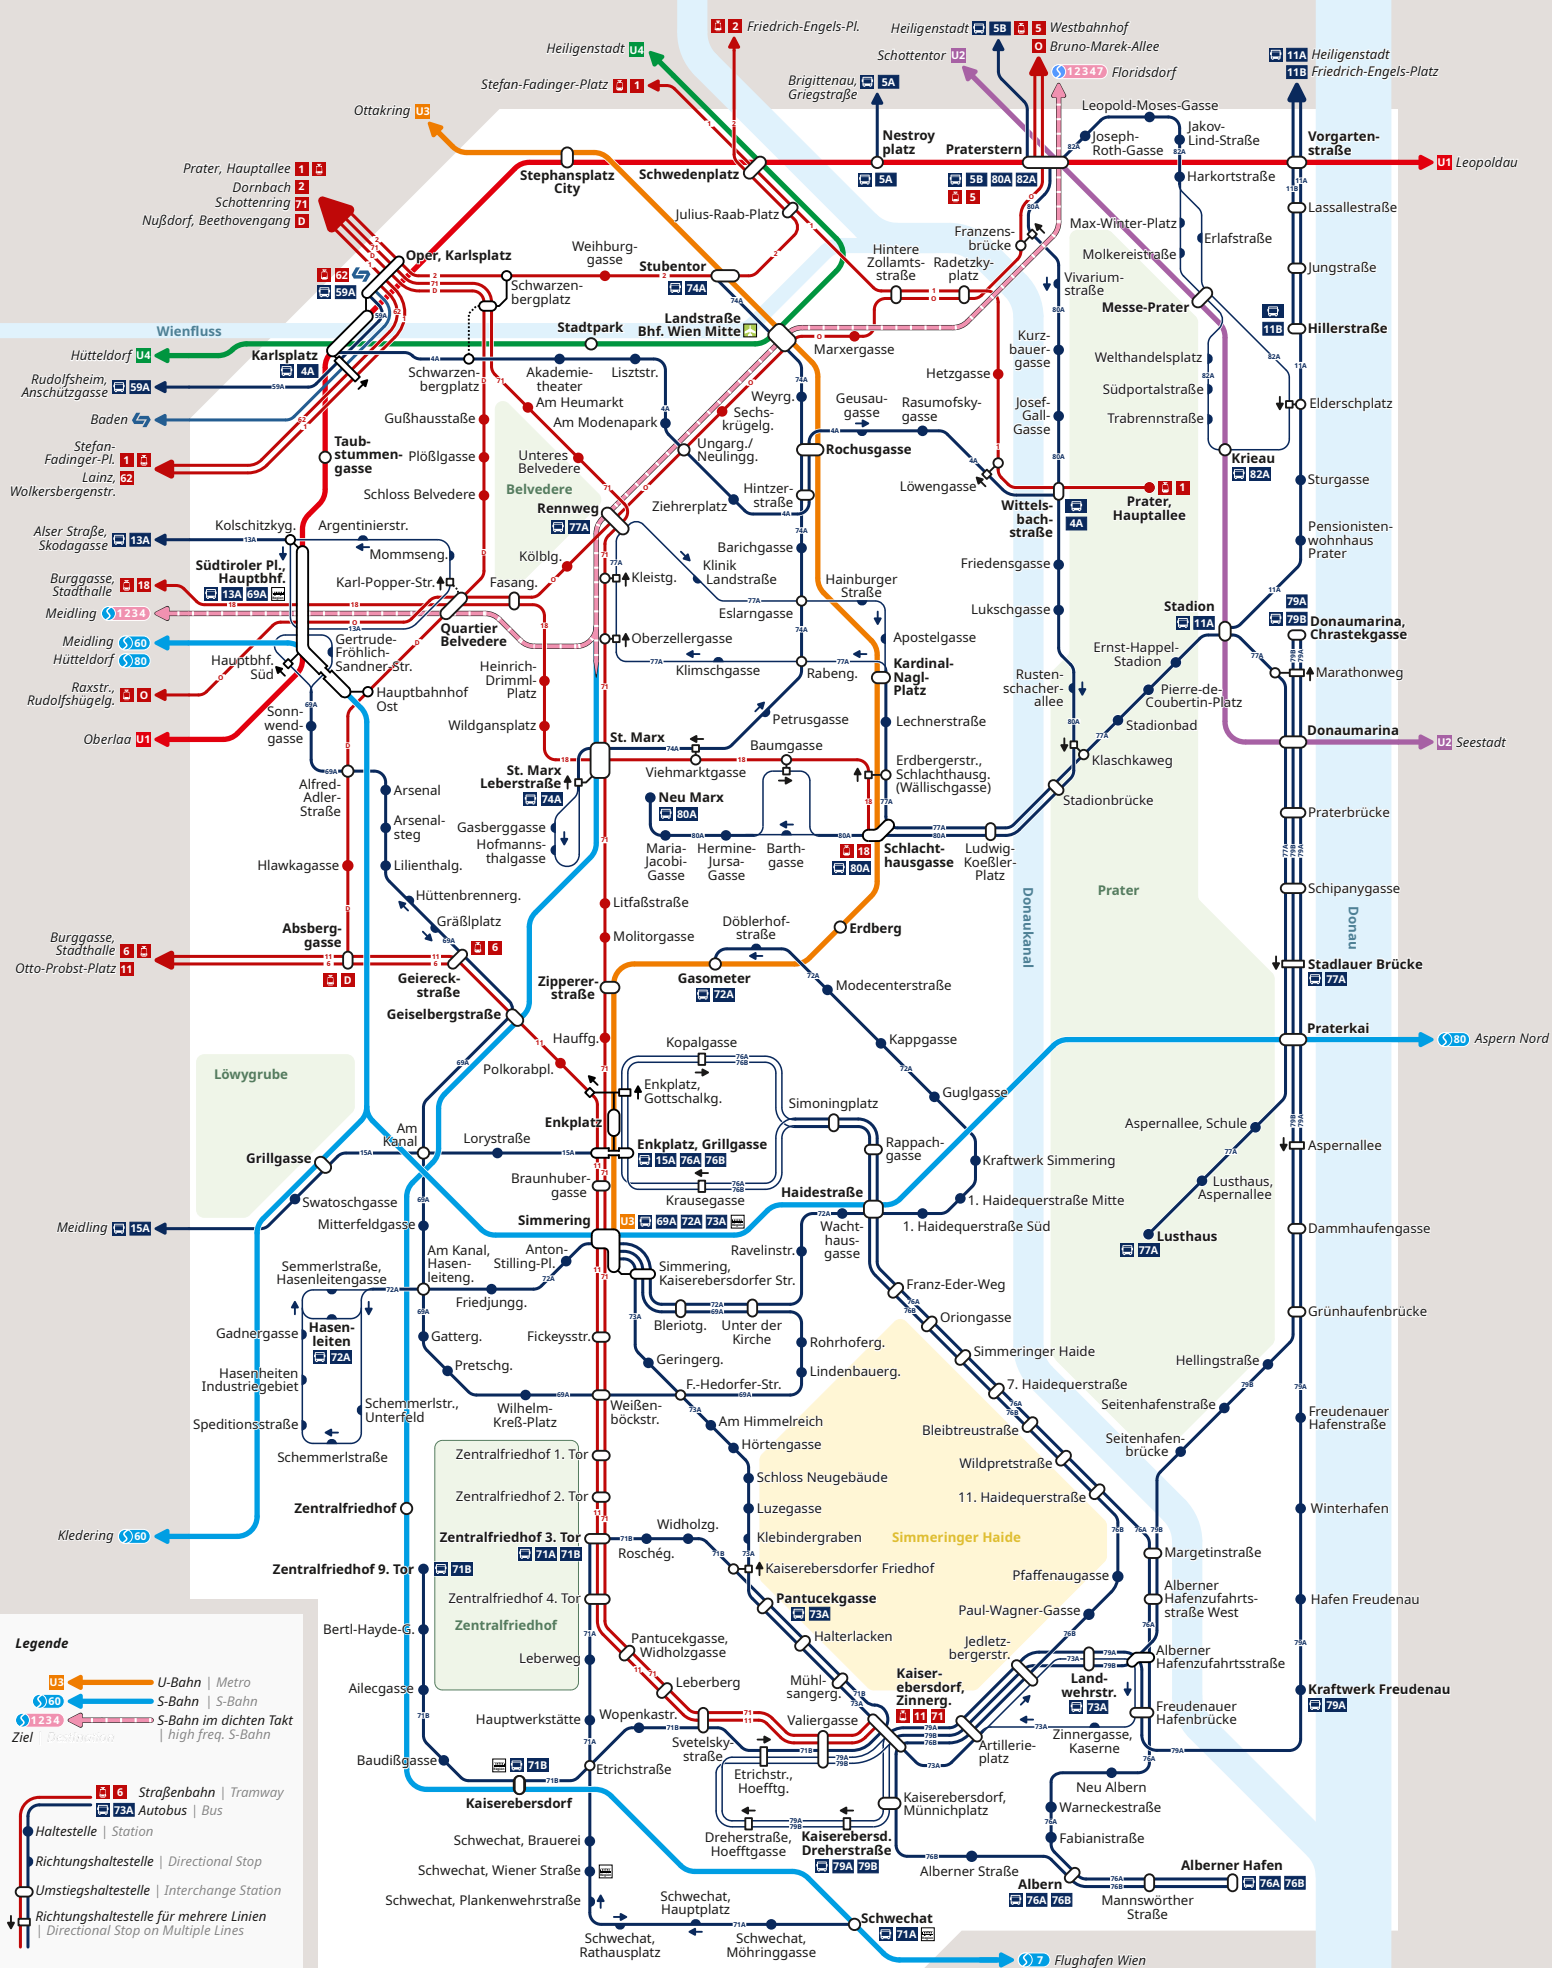 Friedrich-Engels-Pl.
2
Heiligenstadt 5B
5 Westbahnhof
O Bruno-Marek-Allee
Heiligenstadt U4
Schottentor U2
12347 Floridsdorf
11A Heiligenstadt
11B Friedrich-Engels-Platz
Stefan-Fadinger-Platz 1
Brigittenau,
Griegstraße
5A
Ottakring U3
Leopold-Moses-Gasse
Joseph-
Roth-Gasse
Jakov-
Lind-Straße
Nestroy
platz
5A
Praterstern
5B 80A 82A
5
Vorgarten-
straße
U1 Leopoldau
Prater, Hauptallee 1
Dornbach 2
Schottenring 71
Nußdorf, Beethovengang D
Stephansplatz
City
Schwedenplatz
Harkortstraße
Lassallestraße
Julius-Raab-Platz
Max-Winter-Platz
Erlafstraße
Molkereistraße
Franzens-
brücke
Oper, Karlsplatz
62
59A
Weihburg-
gasse
Stubentor
74A
Hintere
Zollamts-
straße
Radetzky-
platz
Jungstraße
Schwarzen-
bergplatz
Vivarium-
straße
Messe-Prater
Wienfluss
Stadtpark
Landstraße
Bhf. Wien Mitte
11B
Hillerstraße
Hütteldorf U4
Karlsplatz
4A
Marxergasse
Kurz-
bauer-
gasse
Welthandelsplatz
Rudolfsheim,
Anschützgasse
59A
Schwarzen-
bergplatz
Akademie-
theater
Lisztstr.
Hetzgasse
Südportalstraße
Baden
Am Heumarkt
Weyrg.
Geusau-
gasse
Rasumofsky-
gasse
Josef-
Gall-
Gasse
Trabrennstraße
Elderschplatz
Gußhausstaße
Am Modenapark
Sechs-
krügelg.
Stefan-
Fadinger-Pl. 1
Lainz,
Wolkersbergenstr.
62
Taub-
stummen-
gasse
Plößlgasse
Unteres
Belvedere
Ungarg./
Neulingg.
Rochusgasse
Krieau
82A
Belvedere
Schloss Belvedere
Rennweg
77A
Ziehrerplatz
Hintzer-
straße
Löwengasse
Wittels-
bach-
straße
4A
Prater,
Hauptallee
1
Sturgasse
Alser Straße,
Skodagasse
13A
Kolschitzkyg.
Argentinierstr.
Mommseng.
Pensionisten-
wohnhaus
Prater
Südtiroler Pl.,
Hauptbhf.
13A 69A
Karl-Popper-Str.
Kölblg.
Fasang.
Kleistg.
Klinik
Landstraße
Barichgasse
Hainburger
Straße
Friedensgasse
Burggasse,
Stadthalle
18
Meidling 1234
Quartier
Belvedere
Eslarngasse
Lukschgasse
Stadion
11A
79A
79B
Donaumarina,
Chrastekgasse
Meidling 60
Hütteldorf 80
Gertrude-
Fröhlich-
Sandner-Str.
Oberzellergasse
Apostelgasse
Ernst-Happel-
Stadion
Hauptbhf.
Süd
Heinrich-
Drimml-
Platz
Klimschgasse
Rabeng.
Kardinal-
Nagl-
Platz
Rusten-
schacher-
allee
Marathonweg
Raxstr.,
Rudolfshügelg.
O
Hauptbahnhof
Ost
Pierre-de-
Coubertin-Platz
Petrusgasse
Lechnerstraße
Stadionbad
Sonn-
wend-
gasse
Wildgansplatz
St. Marx
Baumgasse
Klaschkaweg
Donaumarina
U2 Seestadt
Oberlaa U1
Alfred-
Adler-
Straße
Arsenal
St. Marx
Leberstraße
74A
Viehmarktgasse
Erdbergerstr.,
Schlachthausg.
(Wällischgasse)
Stadionbrücke
Neu Marx
80A
Praterbrücke
Arsenal-
steg
Gasberggasse
Hofmanns-
thalgasse
Hlawkagasse
Lilienthalg.
Maria-
Jacobi-
Gasse
Hermine-
Jursa-
Gasse
Barth-
gasse
18
80A
Schlacht-
hausgasse
Ludwig-
Koeßler-
Platz
Hüttenbrennerg.
Litfaßstraße
Donaukanal
Prater
Schipanygasse
Donau
Absberg-
gasse
D
Gräßlplatz
6
Molitorgasse
Döblerhof-
straße
Erdberg
Burggasse,
Stadthalle
6
Otto-Probst-Platz 11
Geiereck-
straße
Zipperer-
straße
Gasometer
72A
Modecenterstraße
Stadlauer Brücke
77A
Geiselbergstraße
Hauffg.
Kopalgasse
Kappgasse
Praterkai
80 Aspern Nord
Löwygrube
Polkorabpl.
Enkplatz,
Gottschalkg.
Guglgasse
Enkplatz
Simoningplatz
Am
Kanal
Lorystraße
Enkplatz, Grillgasse
15A 76A 76B
Rappach-
gasse
Aspernallee, Schule
Aspernallee
Grillgasse
Braunhuber-
gasse
Krausegasse
Haidestraße
Kraftwerk Simmering
Lusthaus,
Aspernallee
Swatoschgasse
1. Haidequerstraße Mitte
Meidling 15A
Mitterfeldgasse
Simmering
U3 69A 72A 73A
Wacht-
haus-
gasse
1. Haidequerstraße Süd
Lusthaus
77A
Dammhaufengasse
Semmerlstraße,
Hasenleitengasse
Am Kanal,
Hasen-
leiteng.
Anton-
Stilling-Pl.
Friedjungg.
Simmering,
Kaiserebersdorfer Str.
Ravelinstr.
Franz-Eder-Weg
Gadnergasse
Hasen-
leiten
72A
Gatterg.
Fickeysstr.
Bleriotg.
Unter der
Kirche
Rohrhoferg.
Oriongasse
Grünhaufenbrücke
Hasenheiten
Industriegebiet
Pretschg.
Geringerg.
Lindenbauerg.
Simmeringer Haide
Hellingstraße
Speditionsstraße
Schemmerlstr.,
Unterfeld
Wilhelm-
Kreß-Platz
Weißen-
böckstr.
F.-Hedorfer-Str.
7. Haidequerstraße
Seitenhafenstraße
Freudenauer
Hafenstraße
Schemmerlstraße
Am Himmelreich
Bleibtreustraße
Zentralfriedhof 1. Tor
Hörtengasse
Wildpretstraße
Seitenhafen-
brücke
Zentralfriedhof
Zentralfriedhof 2. Tor
Schloss Neugebäude
11. Haidequerstraße
Kledering 60
Zentralfriedhof 3. Tor
71A 71B
Roschég.
Widholzg.
Luzegasse
Klebindergraben
Simmeringer Haide
Winterhafen
Zentralfriedhof 9. Tor 71B
Kaiserebersdorfer Friedhof
Pfaffenaugasse
Margetinstraße
Zentralfriedhof 4. Tor
Pantucekgasse
73A
Paul-Wagner-Gasse
Alberner
Hafenzufahrts-
straße West
Hafen Freudenau
Bertl-Hayde-G.
Zentralfriedhof
Pantucekgasse,
Widholzgasse
Halterlacken
Jedletz-
bergerstr.
Leberweg
Leberberg
Alberner
Hafenzufahrtsstraße
Ailecgasse
Mühl-
sangerg.
Kaiser-
ebersdorf,
Zinnerg.
11 71
Land-
wehrstr.
73A
Kraftwerk Freudenau
79A
Hauptwerkstätte
Wopenkastr.
Svetelsky-
straße
Valiergasse
Artillerie-
platz
Zinnergasse,
Kaserne
Freudenauer
Hafenbrücke
Baudißgasse
71B
Etrichstraße
Etrichstr.,
Hoefftg.
Neu Albern
Kaiserebersdorf
Dreherstraße,
Hoefftgasse
Kaiserebersd.
Dreherstraße
79A 79B
Kaiserebersdorf,
Münnichplatz
Warneckestraße
Fabianistraße
Schwechat, Brauerei
Schwechat, Wiener Straße
Alberner Straße
Albern
76A 76B
Mannswörther
Straße
Alberner Hafen
76A 76B
Schwechat, Plankenwehrstraße
Schwechat,
Rathausplatz
Schwechat,
Hauptplatz
Schwechat,
Möhringgasse
Schwechat
71A
7 Flughafen Wien
Legende
U3 U-Bahn | Metro
60 S-Bahn | S-Bahn
1234 S-Bahn im dichten Takt
| high freq. S-Bahn
Ziel
6 Straßenbahn | Tramway
73A Autobus | Bus
Haltestelle | Station
Richtungshaltestelle | Directional Stop
Umstiegshaltestelle | Interchange Station
Richtungshaltestelle für mehrere Linien
| Directional Stop on Multiple Lines